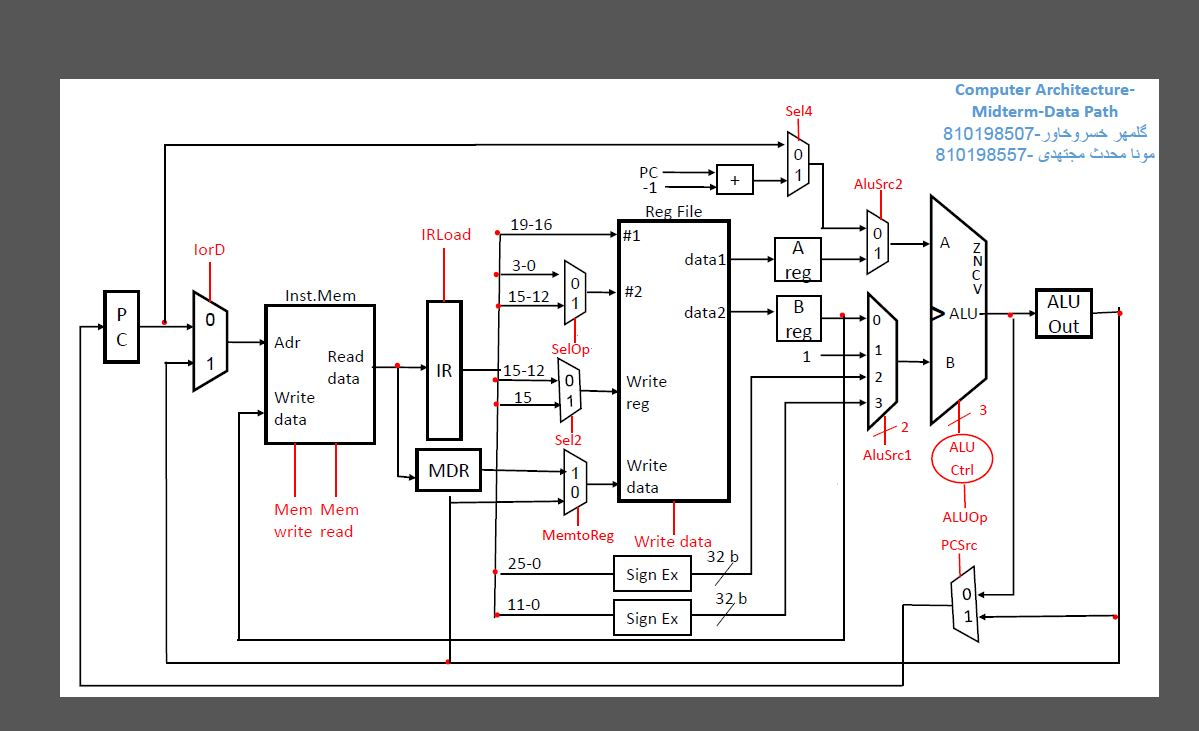 Computer Architecture-
Midterm-Data Path
گلمهر خسروخاور-810198507
مونا محدث مجتهدی -810198557
Sel4
0
1
PC
-1
+
AluSrc2
0
1
Reg File
19-16
#1
IRLoad
IorD
3-0
0
15-12
1
#2
SelOp
data1
A
reg
data2
B
reg
A
Z
N
C
V
ALU
B
ALU
Out
Inst.Mem
P
C
0
1
Adr
Read
data
Write
data
IR
15-12
0
15
1
Sel2
Write
reg
0
1
1
2
3
2
AluSrc1
3
ALU
Ctrl
ALUOp
MDR
1
0
MemtoReg
Write
data
Mem Mem
write read
Write data
PCSrc
0
1
25-0
Sign Ex
32 b
11-0
Sign Ex
32 b